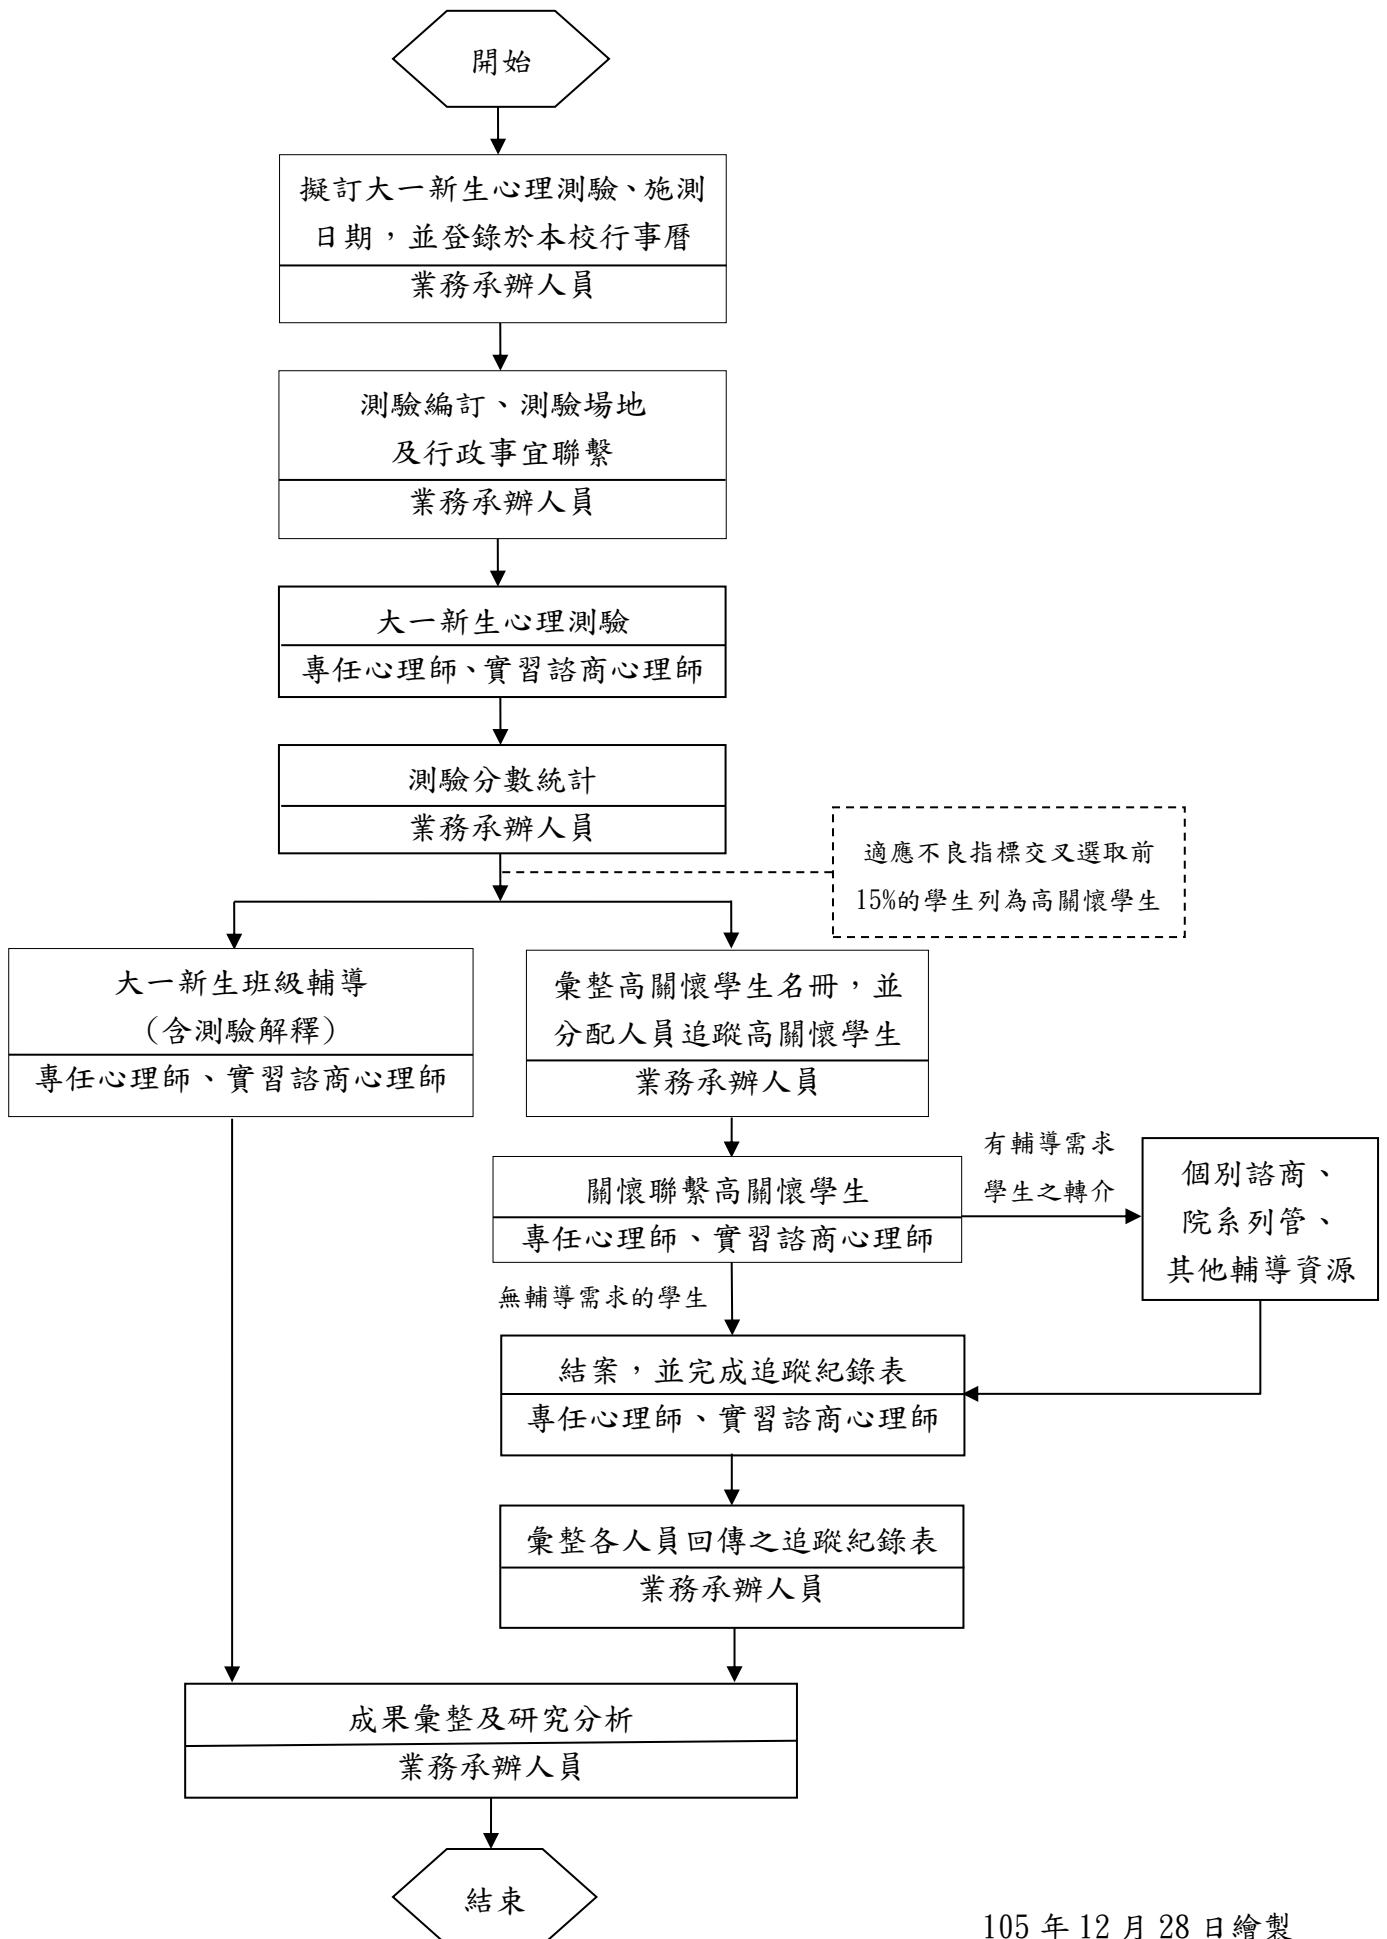 開始
擬訂大一新生心理測驗、施測
日期，並登錄於本校行事曆
業務承辦人員
測驗編訂、測驗場地
及行政事宜聯繫
業務承辦人員
大一新生心理測驗
專任心理師、實習諮商心理師
測驗分數統計
業務承辦人員
適應不良指標交叉選取前
15%的學生列為高關懷學生
大一新生班級輔導
（含測驗解釋）
專任心理師、實習諮商心理師
彙整高關懷學生名冊，並
分配人員追蹤高關懷學生
業務承辦人員
關懷聯繫高關懷學生
專任心理師、實習諮商心理師
有輔導需求
學生之轉介
個別諮商、
院系列管、
其他輔導資源
無輔導需求的學生
結案，並完成追蹤紀錄表
專任心理師、實習諮商心理師
彙整各人員回傳之追蹤紀錄表
業務承辦人員
成果彙整及研究分析
業務承辦人員
結束
105 年 12 月 28 日繪製